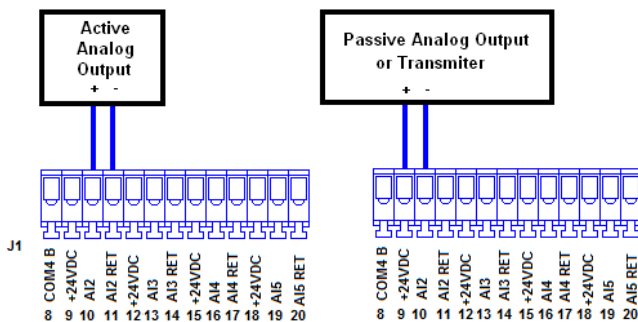 Active
Analog
Output
+ -
Passive Analog Output
or Transmiter
+ -
J1
8 COM4 B
9 +24VDC
10 AI2
11 AI2 RET
12 +24VDC
13 AI3
14 AI3 RET
15 +24VDC
16 AI4
17 AI4 RET
18 +24VDC
19 AI5
20 AI5 RET
8 COM4 B
9 +24VDC
10 AI2
11 AI2 RET
12 +24VDC
13 AI3
14 AI3 RET
15 +24VDC
16 AI4
17 AI4 RET
18 +24VDC
19 AI5
20 AI5 RET